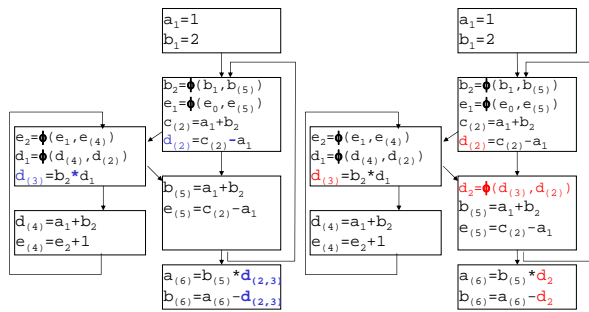 a₁=1
b₁=2
b₂=ϕ(b₁,b₍₅₎)
e₁=ϕ(e₀,e₍₅₎)
c₍₂₎=a₁+b₂
d₍₂₎=c₍₂₎-a₁
e₂=ϕ(e₁,e₍₄₎)
d₁=ϕ(d₍₄₎,d₍₂₎)
d₍₃₎=b₂*d₁
b₍₅₎=a₁+b₂
e₍₅₎=c₍₂₎-a₁
d₍₄₎=a₁+b₂
e₍₄₎=e₂+1
a₍₆₎=b₍₅₎*d₍₂,₃₎
b₍₆₎=a₍₆₎-d₍₂,₃₎
a₁=1
b₁=2
b₂=ϕ(b₁,b₍₅₎)
e₁=ϕ(e₀,e₍₅₎)
c₍₂₎=a₁+b₂
d₍₂₎=c₍₂₎-a₁
e₂=ϕ(e₁,e₍₄₎)
d₁=ϕ(d₍₄₎,d₍₂₎)
d₍₃₎=b₂*d₁
d₂=ϕ(d₍₃₎,d₍₂₎)
b₍₅₎=a₁+b₂
e₍₅₎=c₍₂₎-a₁
d₍₄₎=a₁+b₂
e₍₄₎=e₂+1
a₍₆₎=b₍₅₎*d₂
b₍₆₎=a₍₆₎-d₂